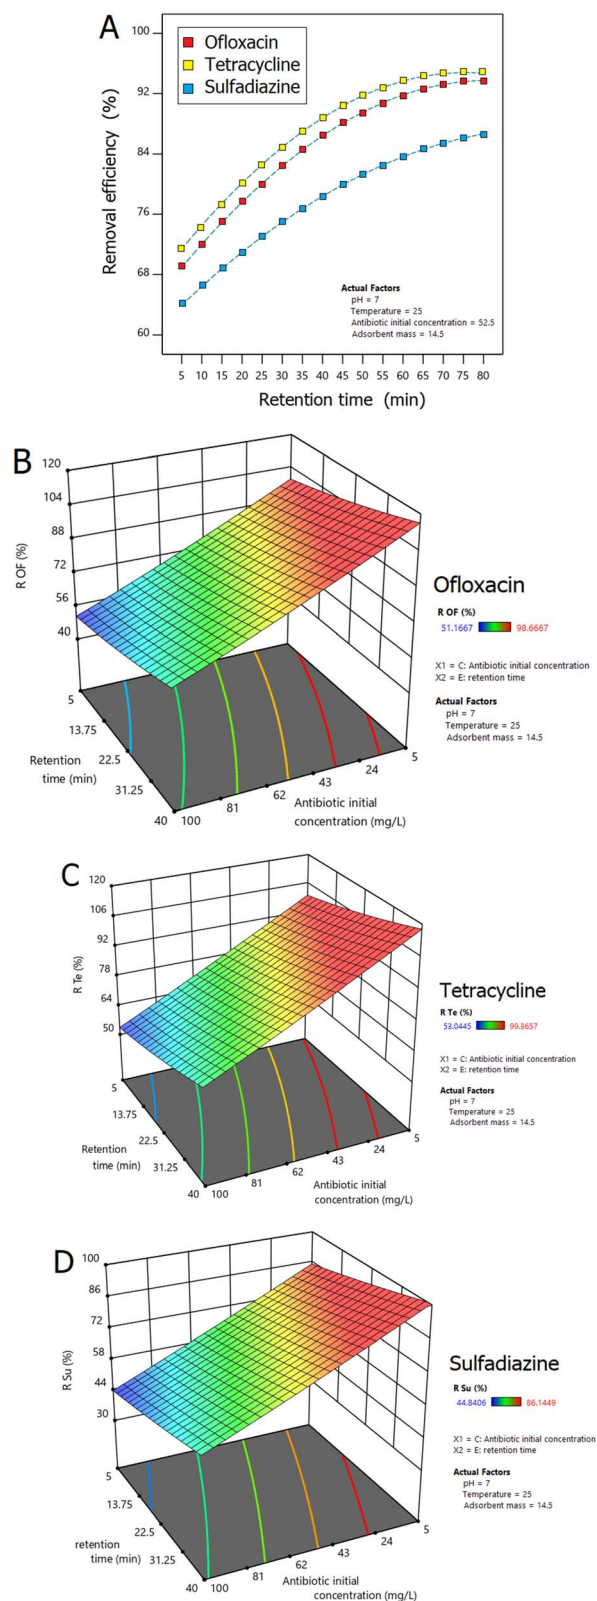 A
Ofloxacin
Tetracycline
Sulfadiazine
Removal efficiency (%)
100
92
84
76
68
60
Actual Factors
pH = 7
Temperature = 25
Antibiotic initial concentration = 52.5
Adsorbent mass = 14.5
5 10 15 20 25 30 35 40 45 50 55 60 65 70 75 80
Retention time (min)
B
120
104
88
72
56
40
R OF (%)
5
13.75
22.5
31.25
40
Retention
time (min)
100
81
62
43
24
5
Antibiotic initial
concentration (mg/L)
Ofloxacin
R OF (%)
51.1667 98.6667
X1 = C: Antibiotic initial concentration
X2 = E: retention time
Actual Factors
pH = 7
Temperature = 25
Adsorbent mass = 14.5
C
120
106
92
78
64
50
R Te (%)
5
13.75
22.5
31.25
40
Retention
time (min)
100
81
62
43
24
5
Antibiotic initial
concentration (mg/L)
Tetracycline
R Te (%)
53.0445 99.3657
X1 = C: Antibiotic initial concentration
X2 = E: retention time
Actual Factors
pH = 7
Temperature = 25
Adsorbent mass = 14.5
D
100
86
72
58
44
30
R Su (%)
5
13.75
22.5
31.25
40
retention
time (min)
100
81
62
43
24
5
Antibiotic initial
concentration (mg/L)
Sulfadiazine
R Su (%)
44.8406 86.1449
X1 = C: Antibiotic initial concentration
X2 = E: retention time
Actual Factors
pH = 7
Temperature = 25
Adsorbent mass = 14.5